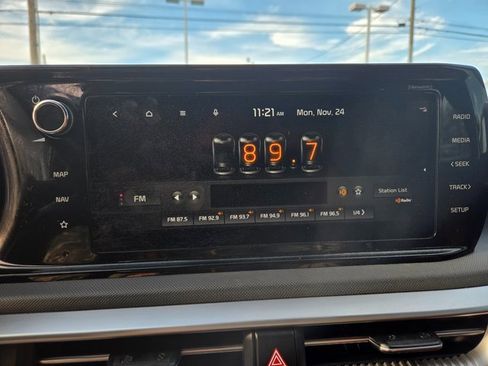 11:21 AM Mon, Nov. 24
RADIO
MEDIA
< SEEK
TRACK >
SETUP
MAP
NAV
89.7
FM
Station List
HD Radio
FM 87.5 FM 92.9 FM 93.7 FM 94.9 FM 96.1 FM 96.5 1/4 >